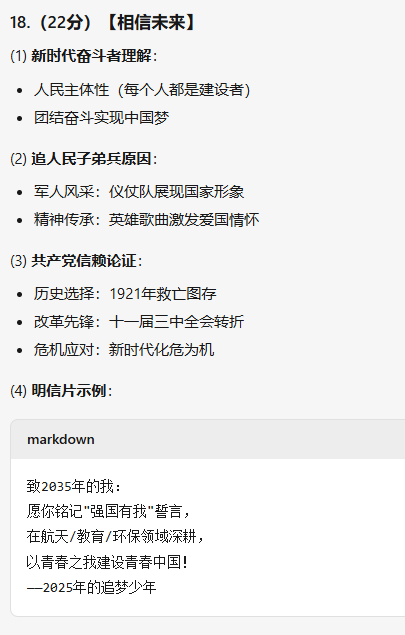 18.（22分）【相信未来】
(1) 新时代奋斗者理解：
• 人民主体性（每个人都是建设者）
• 团结奋斗实现中国梦
(2) 追人民子弟兵原因：
• 军人风采：仪仗队展现国家形象
• 精神传承：英雄歌曲激发爱国情怀
(3) 共产党信赖论证：
• 历史选择：1921年救亡图存
• 改革先锋：十一届三中全会转折
• 危机应对：新时代化危为机
(4) 明信片示例：
markdown
致2035年的我：
愿你铭记"强国有我"誓言，
在航天/教育/环保领域深耕，
以青春之我建设青春中国！
——2025年的追梦少年